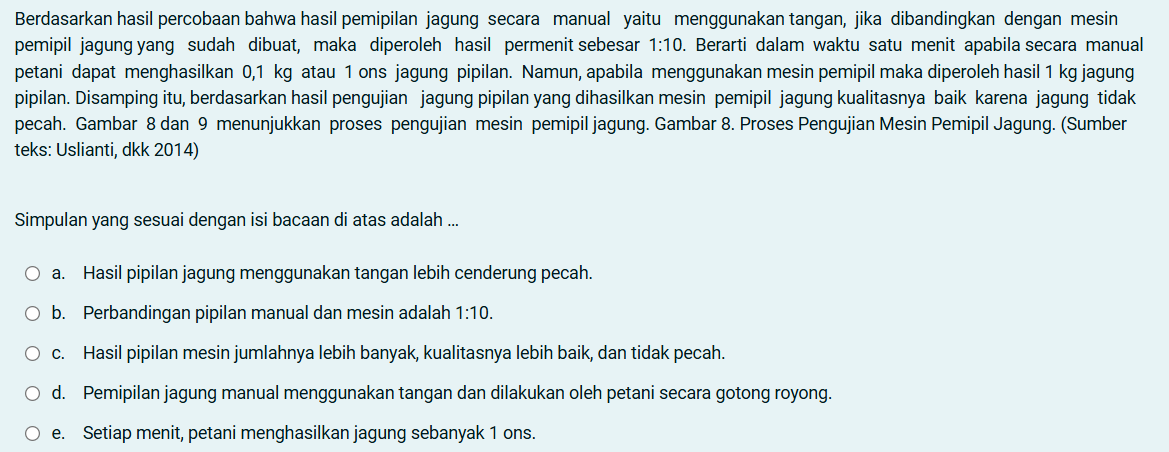 Berdasarkan hasil percobaan bahwa hasil pemipilan jagung secara manual yaitu menggunakan tangan, jika dibandingkan dengan mesin
pemipil jagung yang sudah dibuat, maka diperoleh hasil permenit sebesar 1:10. Berarti dalam waktu satu menit apabila secara manual
petani dapat menghasilkan 0,1 kg atau 1 ons jagung pipilan. Namun, apabila menggunakan mesin pemipil maka diperoleh hasil 1 kg jagung
pipilan. Disamping itu, berdasarkan hasil pengujian jagung pipilan yang dihasilkan mesin pemipil jagung kualitasnya baik karena jagung tidak
pecah. Gambar 8 dan 9 menunjukkan proses pengujian mesin pemipil jagung. Gambar 8. Proses Pengujian Mesin Pemipil Jagung. (Sumber
teks: Uslianti, dkk 2014)
Simpulan yang sesuai dengan isi bacaan di atas adalah ...
a. Hasil pipilan jagung menggunakan tangan lebih cenderung pecah.
b. Perbandingan pipilan manual dan mesin adalah 1:10.
c. Hasil pipilan mesin jumlahnya lebih banyak, kualitasnya lebih baik, dan tidak pecah.
d. Pemipilan jagung manual menggunakan tangan dan dilakukan oleh petani secara gotong royong.
e. Setiap menit, petani menghasilkan jagung sebanyak 1 ons.